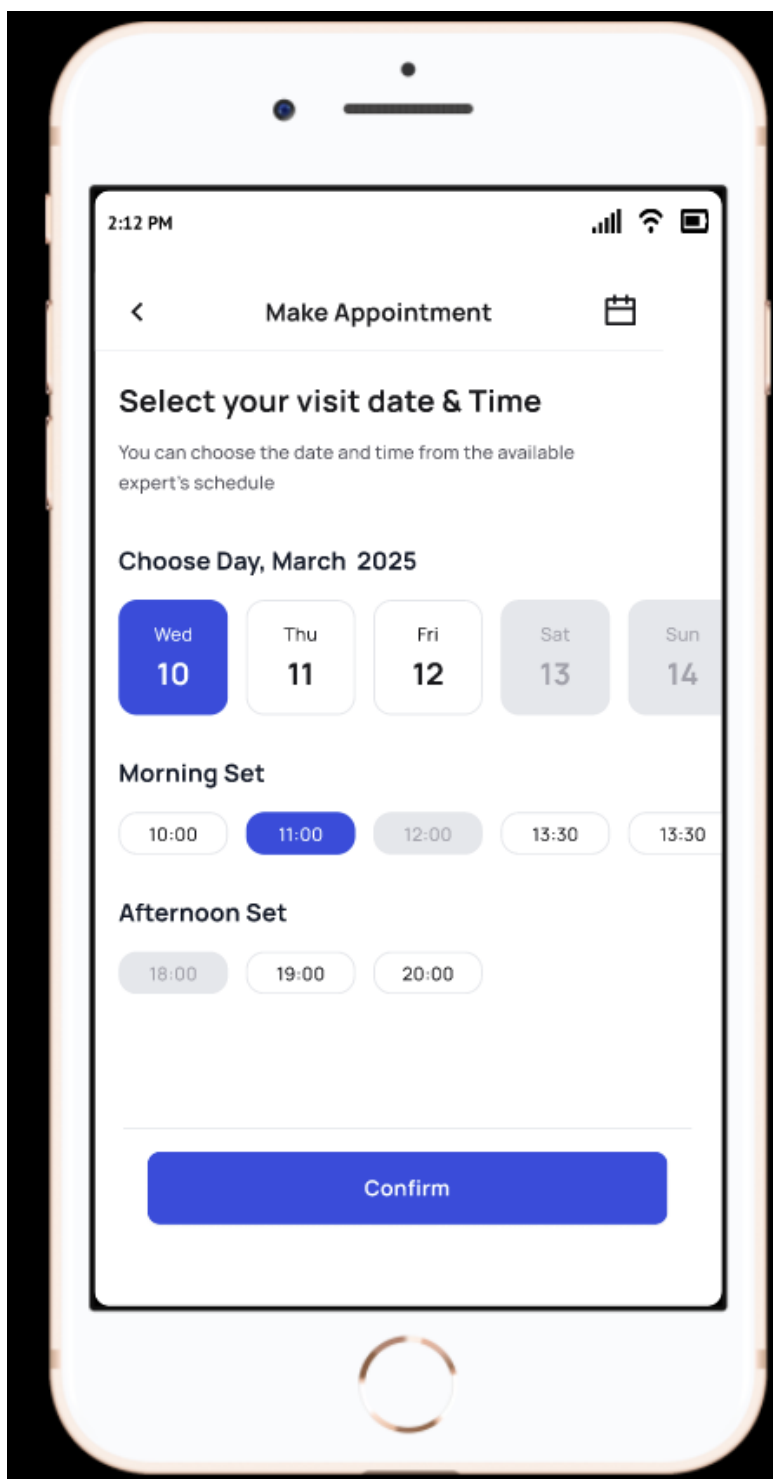 2:12 PM
Make Appointment
Select your visit date & Time
You can choose the date and time from the available
expert's schedule
Choose Day, March 2025
Wed Thu Fri Sat Sun
10 11 12 13 14
Morning Set
10:00 11:00 12:00 13:30 13:30
Afternoon Set
18:00 19:00 20:00
Confirm